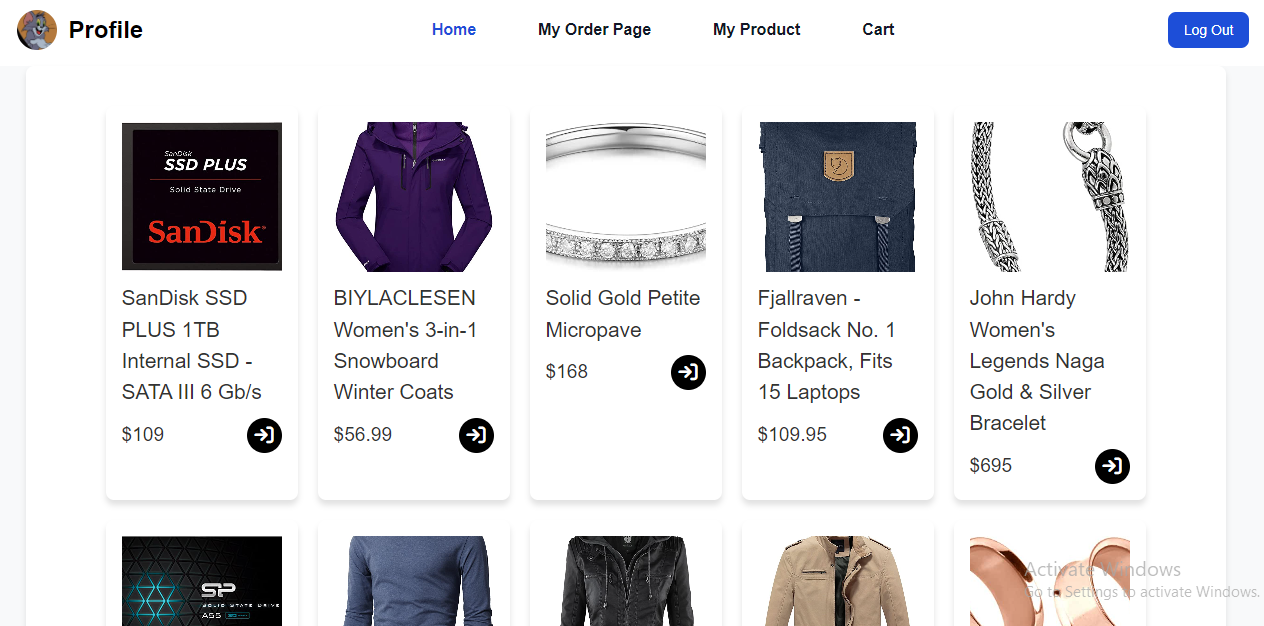 Profile
Home
My Order Page
My Product
Cart
Log Out
SanDisk
SSD PLUS
Solid State Drive
SanDisk
SanDisk SSD
PLUS 1TB
Internal SSD -
SATA III 6 Gb/s
$109
BIYLACLESEN
Women's 3-in-1
Snowboard
Winter Coats
$56.99
Solid Gold Petite
Micropave
$168
Fjallraven -
Foldsack No. 1
Backpack, Fits
15 Laptops
$109.95
John Hardy
Women's
Legends Naga
Gold & Silver
Bracelet
$695
SP
SOLID STATE DRIVE
A55
Activate Windows
Go to Settings to activate Windows.